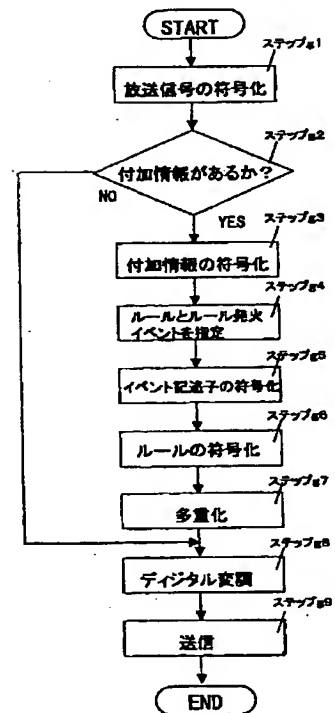 START
ステップg1
放送信号の符号化
ステップg2
付加情報があるか？
NO
YES
ステップg3
付加情報の符号化
ステップg4
ルールとルール発火
イベントを指定
ステップg5
イベント記述子の符号化
ステップg6
ルールの符号化
ステップg7
多重化
ステップg8
ディジタル変調
ステップg9
送信
END